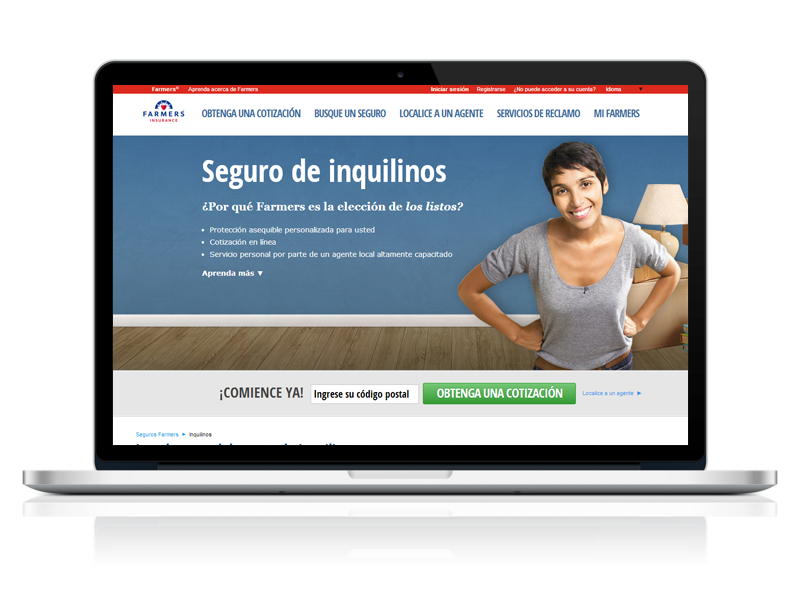 Farmers® Aprenda acerca de Farmers Iniciar sesión Registrarse ¿No puede acceder a su cuenta? Idioma ▼
FARMERS
INSURANCE
OBTENGA UNA COTIZACIÓN BUSQUE UN SEGURO LOCALICE A UN AGENTE SERVICIOS DE RECLAMO MI FARMERS
Seguro de inquilinos
¿Por qué Farmers es la elección de los listos?
• Protección asequible personalizada para usted
• Cotización en línea
• Servicio personal por parte de un agente local altamente capacitado
Aprenda más ▼
¡COMIENCE YA! Ingrese su código postal OBTENGA UNA COTIZACIÓN Localice a un agente ►
Seguros Farmers ► Inquilinos